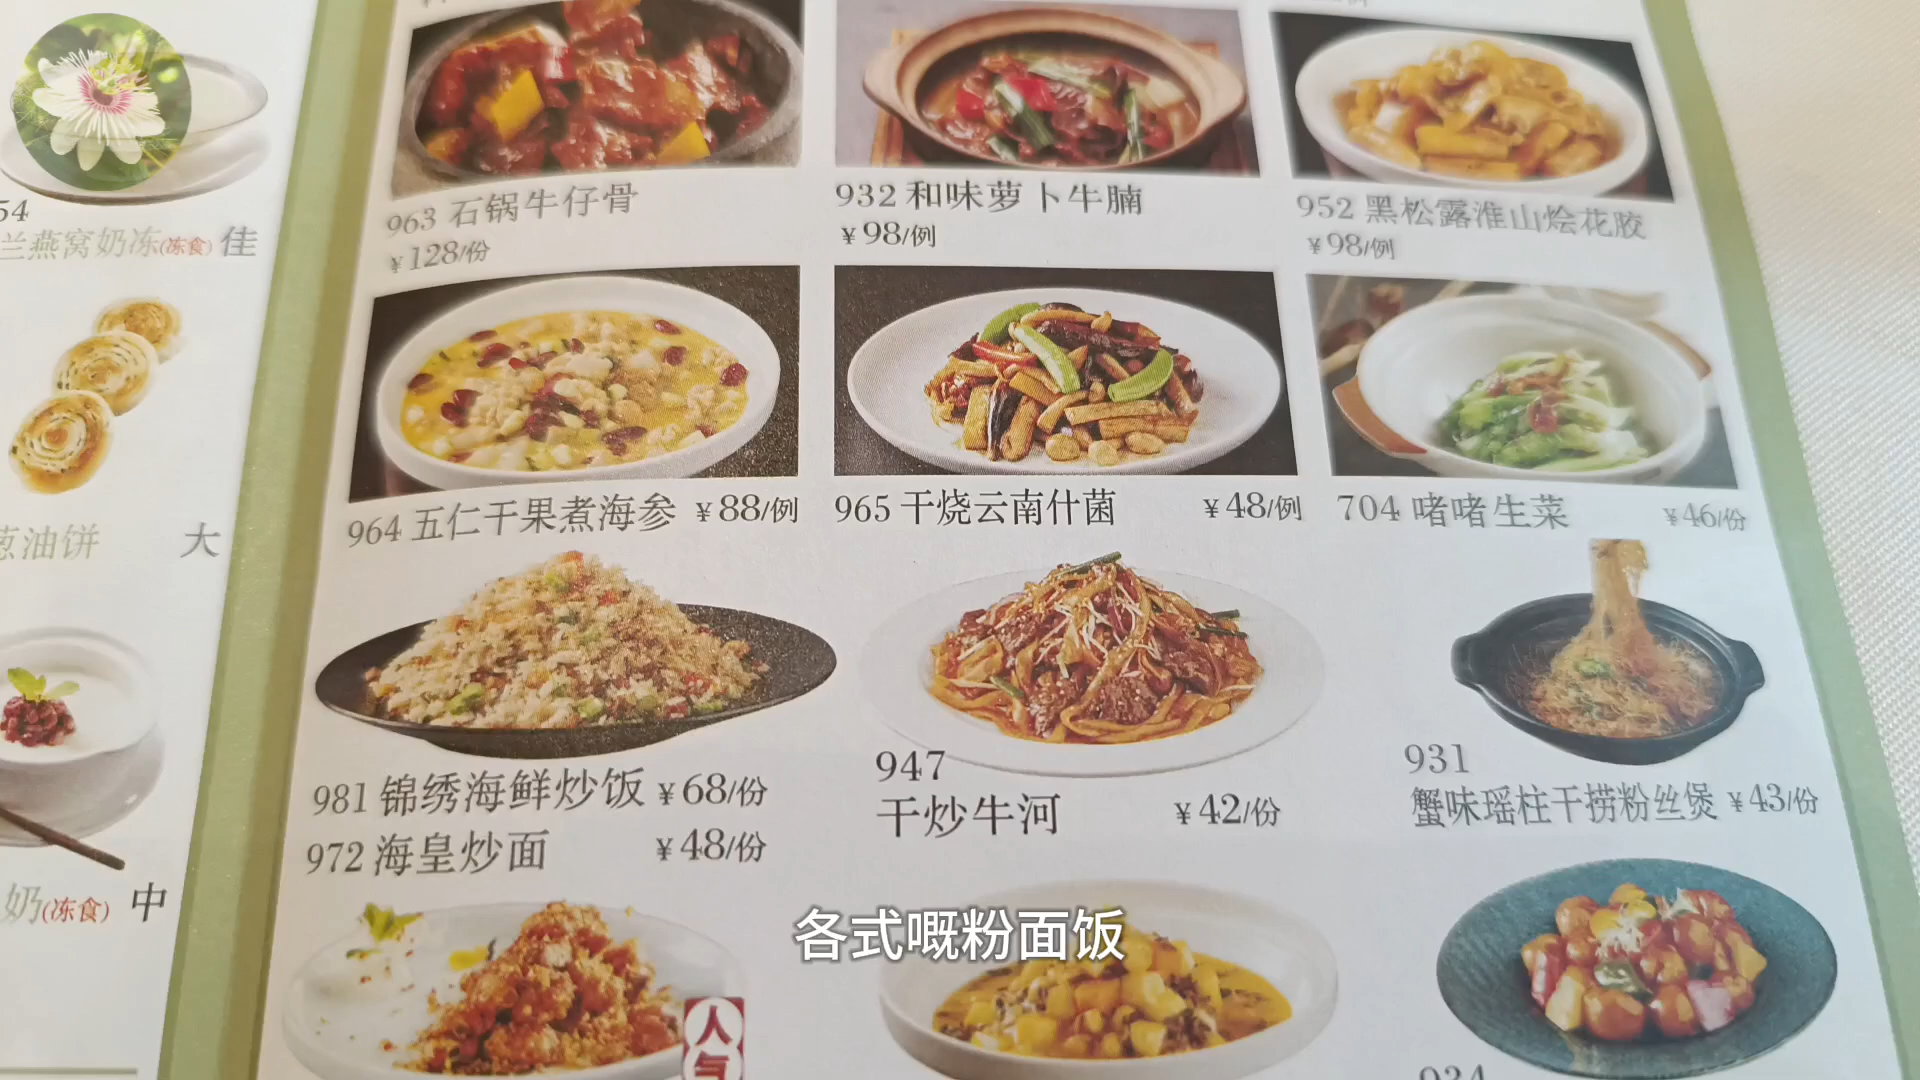 54
兰燕窝奶冻(冻食) 佳
葱油饼 大
奶(冻食) 中
963 石锅牛仔骨
¥128/份
932 和味萝卜牛腩
¥98/例
952 黑松露淮山烩花胶
¥98/例
964 五仁干果煮海参 ¥88/例
965 干烧云南什菌 ¥48/例
704 啫啫生菜 ¥46/份
981 锦绣海鲜炒饭 ¥68/份
972 海皇炒面 ¥48/份
947
干炒牛河 ¥42/份
931
蟹味瑶柱干捞粉丝煲 ¥43/份
各式嘅粉面饭
人气
934